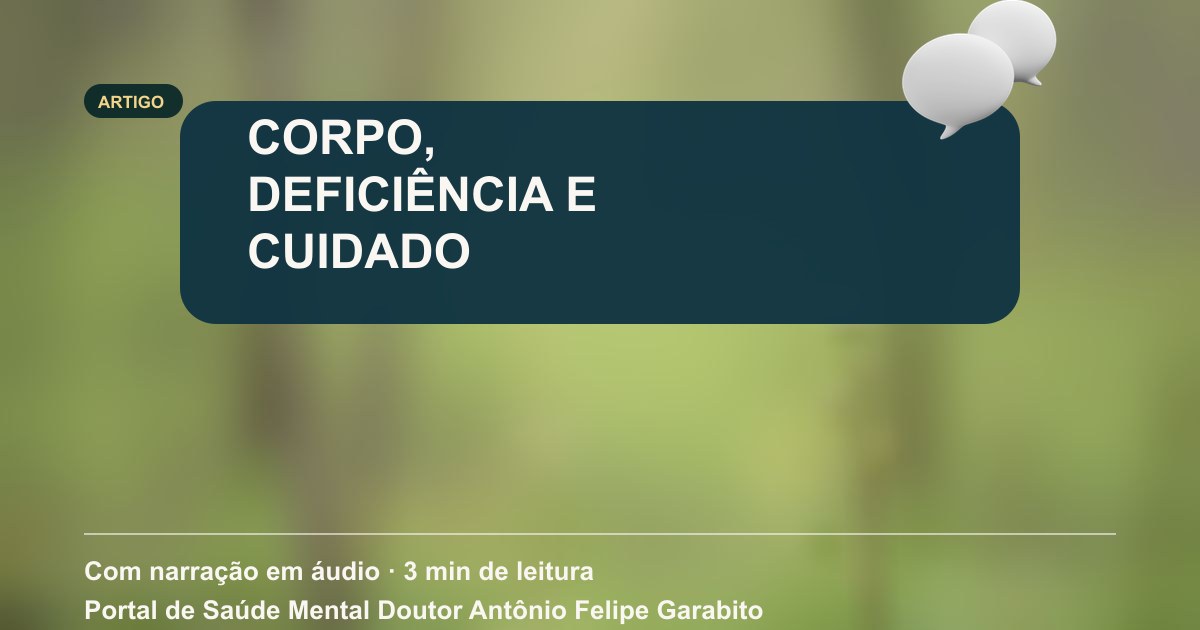 ARTIGO
CORPO,
DEFICIÊNCIA E
CUIDADO
Com narração em áudio · 3 min de leitura
Portal de Saúde Mental Doutor Antônio Felipe Garabito